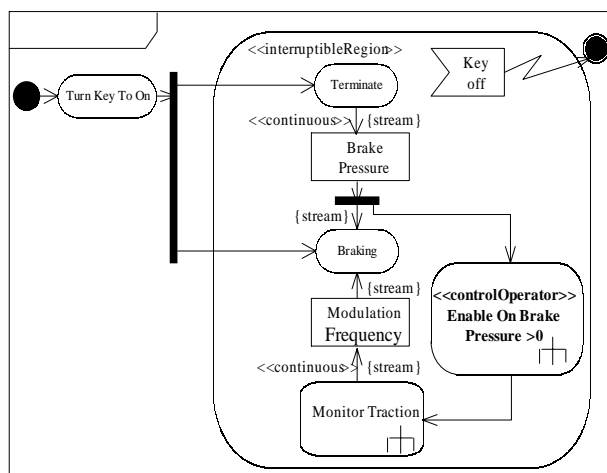 <<interruptibleRegion>>
Key
off
Turn Key To On
Terminate
<<continuous>> {stream}
Brake
Pressure
{stream}
Braking
{stream}
<<controlOperator>>
Enable On Brake
Pressure >0
Modulation
Frequency
<<continuous>> {stream}
Monitor Traction